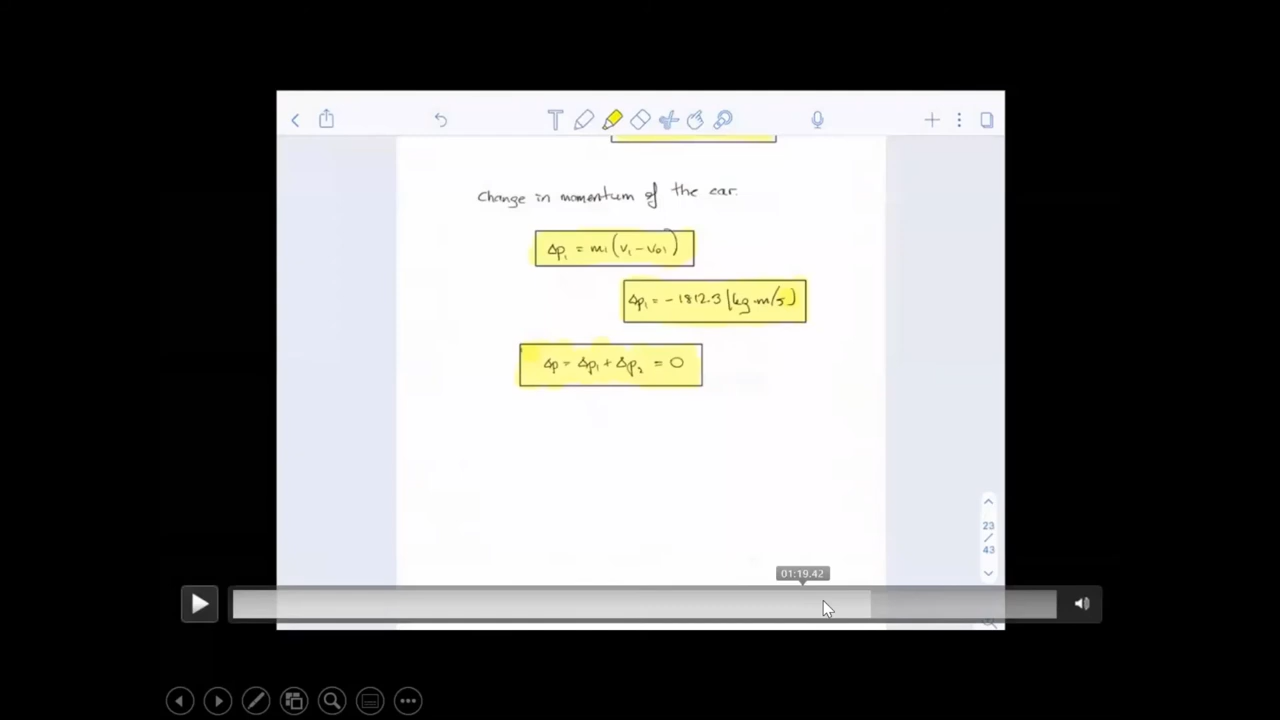 Change in momentum of the car.
Δp₁ = m₁(v₁ - v₀₁)
Δp₁ = -1812.3 (kg·m/s)
Δp = Δp₁ + Δp₂ = 0
23
/
43
01:19.42